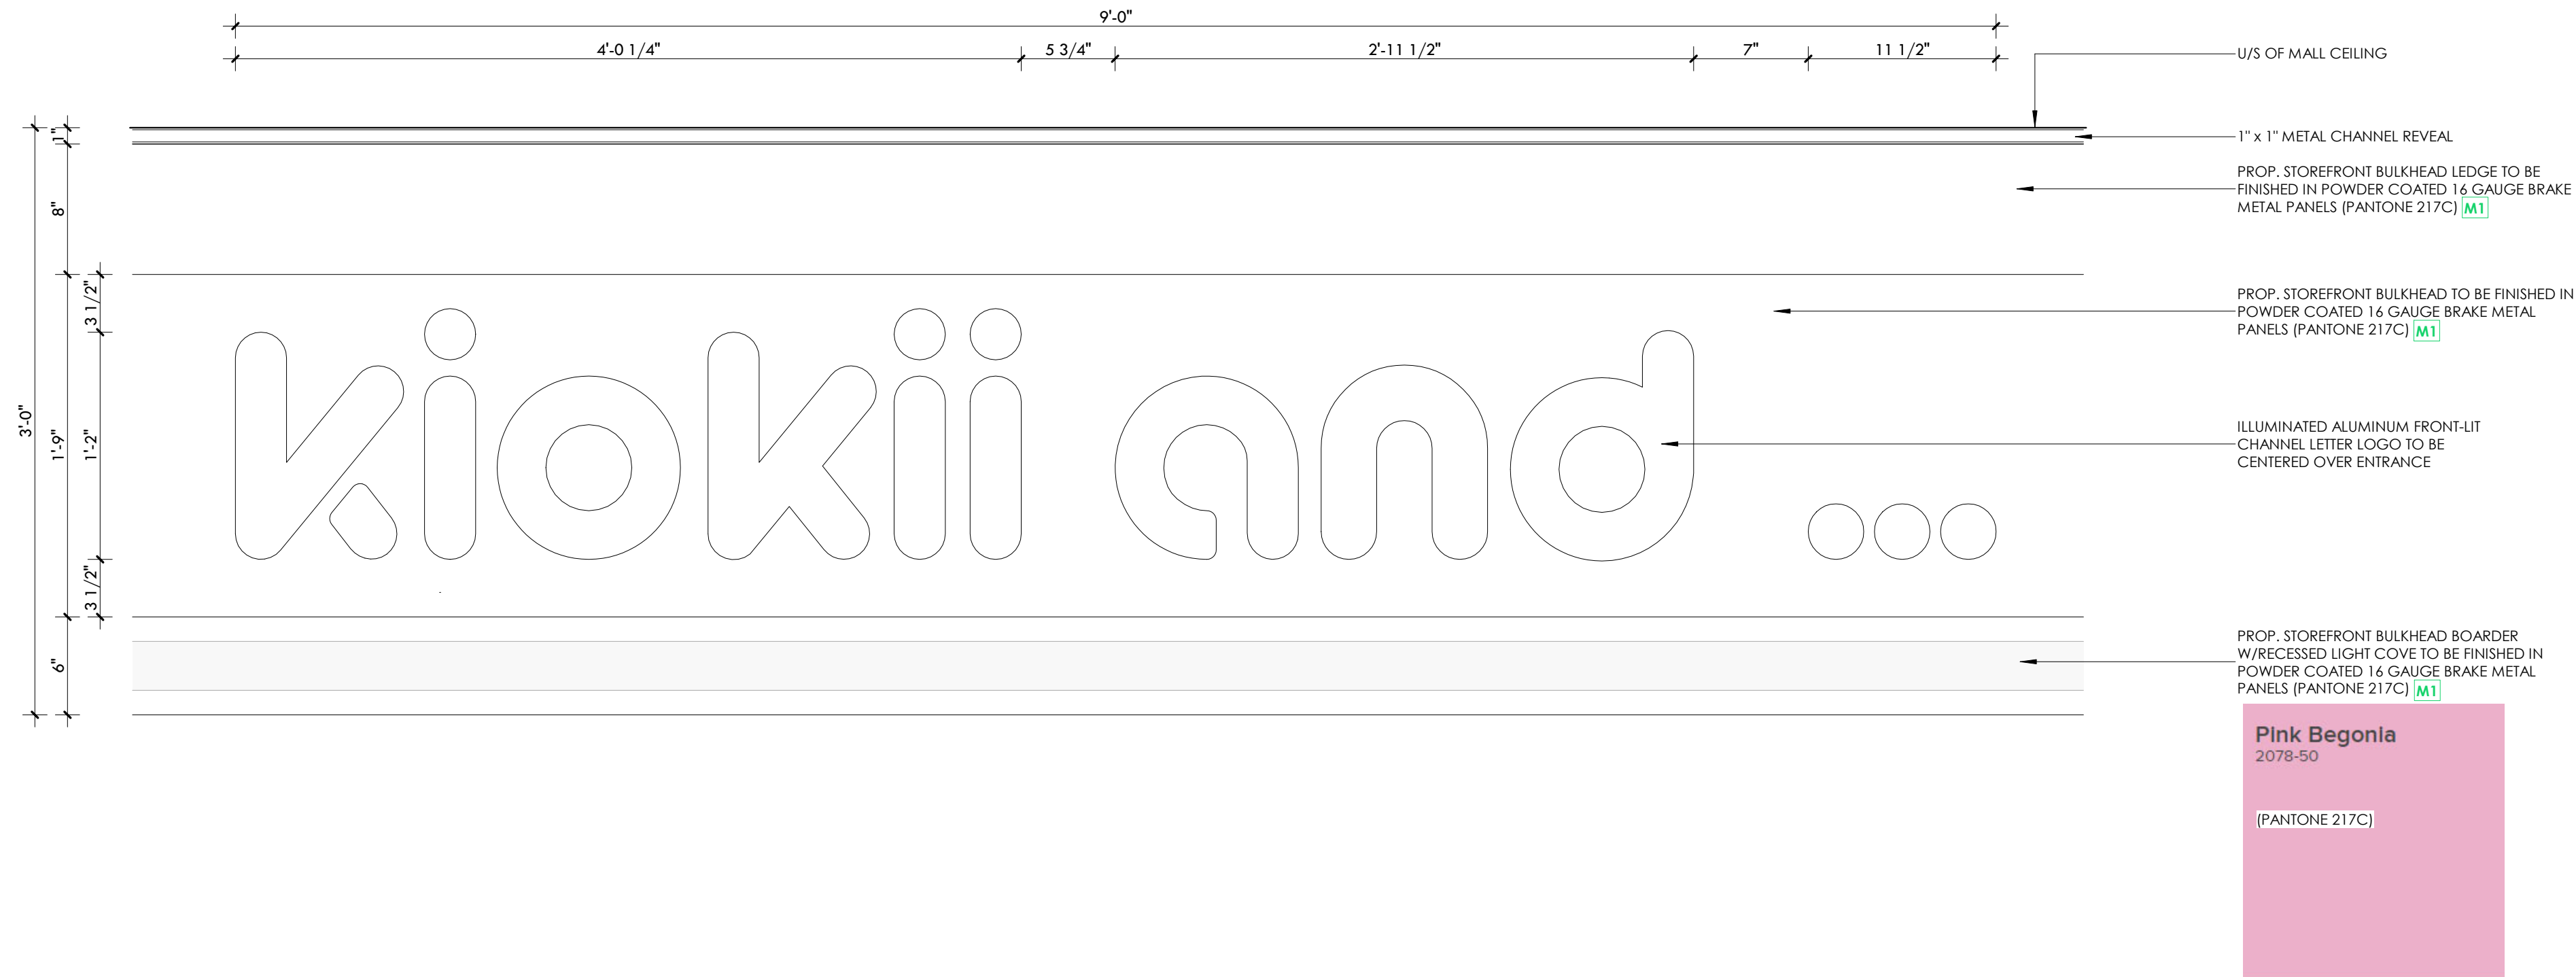 9'-0"
4'-0 1/4"
5 3/4"
2'-11 1/2"
7"
11 1/2"
U/S OF MALL CEILING
1"
1" x 1" METAL CHANNEL REVEAL
8"
PROP. STOREFRONT BULKHEAD LEDGE TO BE
FINISHED IN POWDER COATED 16 GAUGE BRAKE
METAL PANELS (PANTONE 217C) M1
3'-0"
1'-9"
3 1/2"
1'-2"
3 1/2"
6"
kiokii and ...
PROP. STOREFRONT BULKHEAD TO BE FINISHED IN
POWDER COATED 16 GAUGE BRAKE METAL
PANELS (PANTONE 217C) M1
ILLUMINATED ALUMINUM FRONT-LIT
CHANNEL LETTER LOGO TO BE
CENTERED OVER ENTRANCE
PROP. STOREFRONT BULKHEAD BOARDER
W/RECESSED LIGHT COVE TO BE FINISHED IN
POWDER COATED 16 GAUGE BRAKE METAL
PANELS (PANTONE 217C) M1
Pink Begonia
2078-50
(PANTONE 217C)